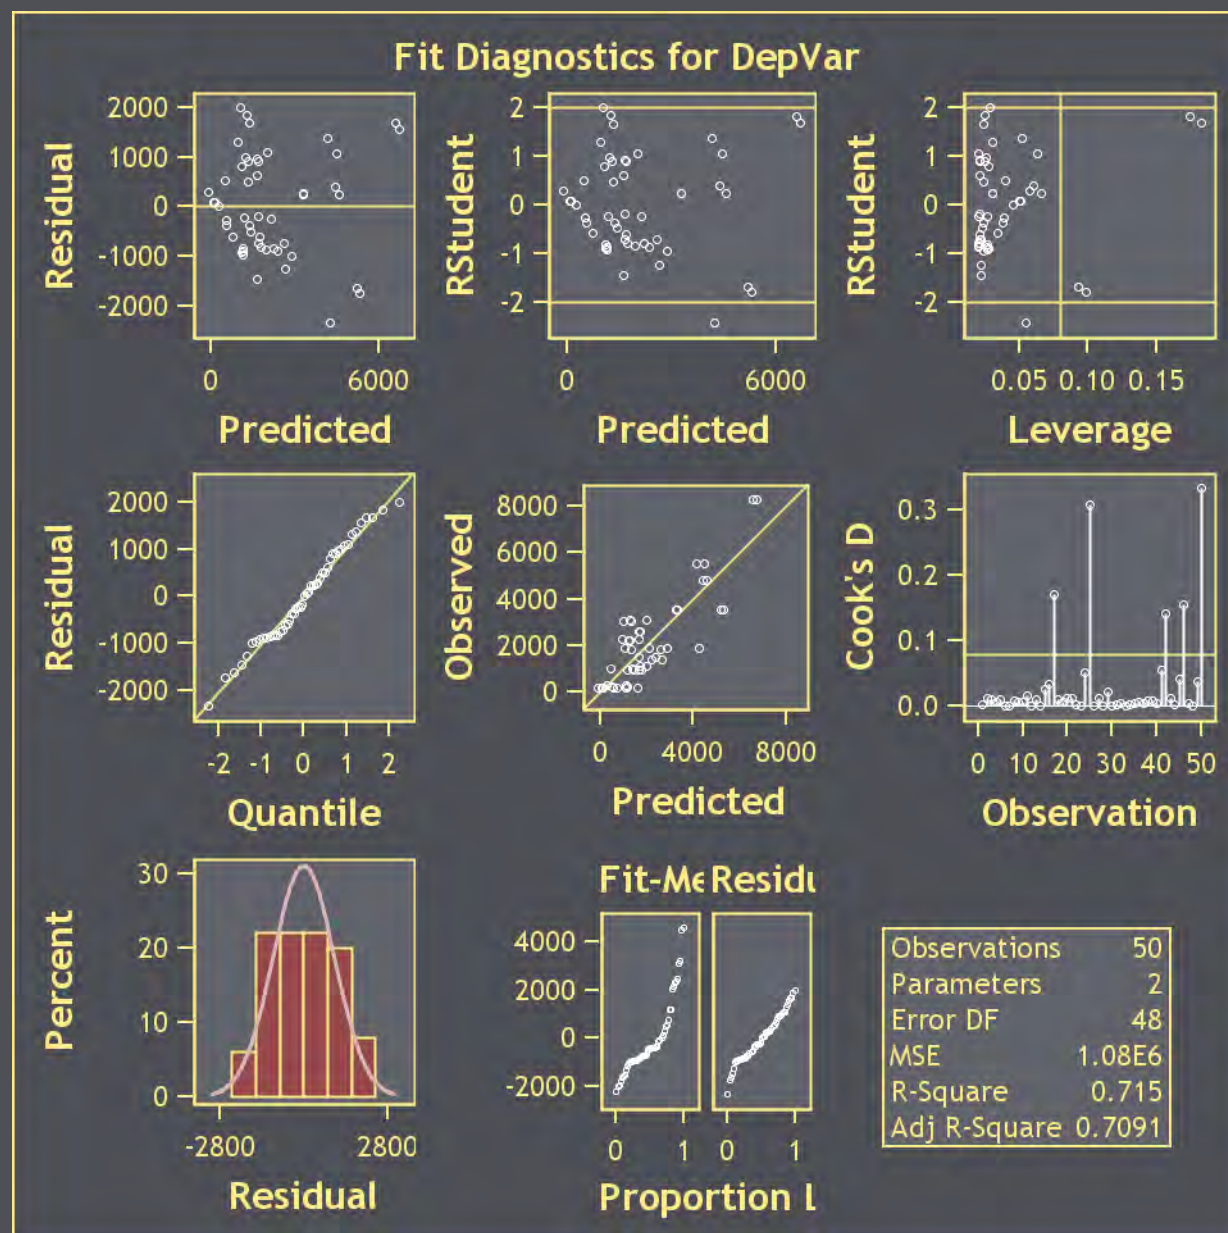 Fit Diagnostics for DepVar
Residual
2000
1000
0
-1000
-2000
0 6000
Predicted
RStudent
2
1
0
-1
-2
0 6000
Predicted
RStudent
2
1
0
-1
-2
0.05 0.10 0.15
Leverage
Residual
2000
1000
0
-1000
-2000
-2 -1 0 1 2
Quantile
Observed
8000
6000
4000
2000
0
0 4000 8000
Predicted
Cook's D
0.3
0.2
0.1
0.0
0 10 20 30 40 50
Observation
Percent
30
20
10
0
-2800 2800
Residual
Fit-Me Residu
4000
2000
0
-2000
0 1 0 1
Proportion L
Observations 50
Parameters 2
Error DF 48
MSE 1.08E6
R-Square 0.715
Adj R-Square 0.7091